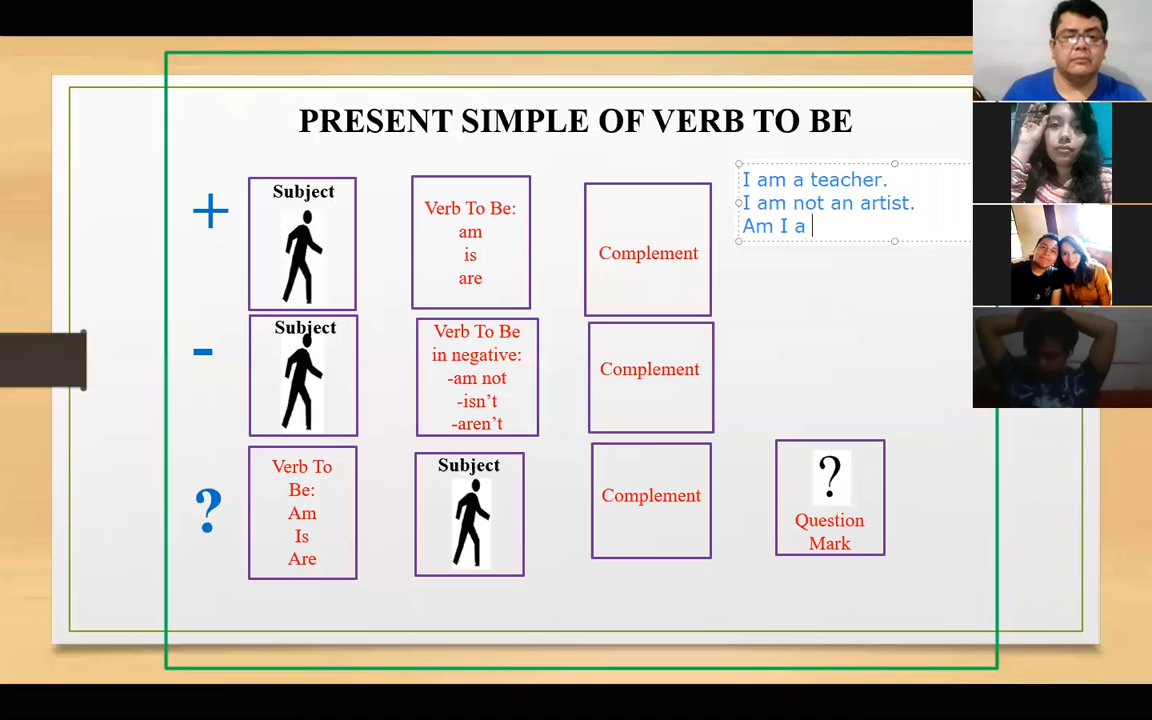 PRESENT SIMPLE OF VERB TO BE
I am a teacher.
I am not an artist.
Am I a
+
Subject
Verb To Be:
am
is
are
Complement
-
Subject
Verb To Be
in negative:
-am not
-isn’t
-aren’t
Complement
?
Verb To
Be:
Am
Is
Are
Subject
Complement
?
Question
Mark